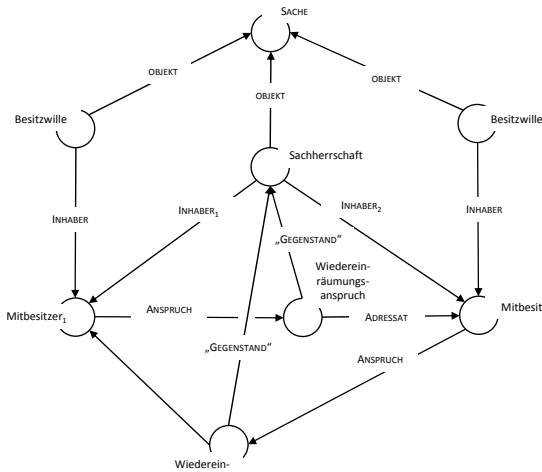 SACHE
OBJEKT
OBJEKT
OBJEKT
Besitzwille
Besitzwille
Sachherrschaft
INHABER
INHABER₁
INHABER₂
INHABER
„GEGENSTAND“
Wiederein-
räumungs-
anspruch
Mitbesitzer₁
ANSPRUCH
ADRESSAT
Mitbesit
„GEGENSTAND“
ANSPRUCH
Wiederein-